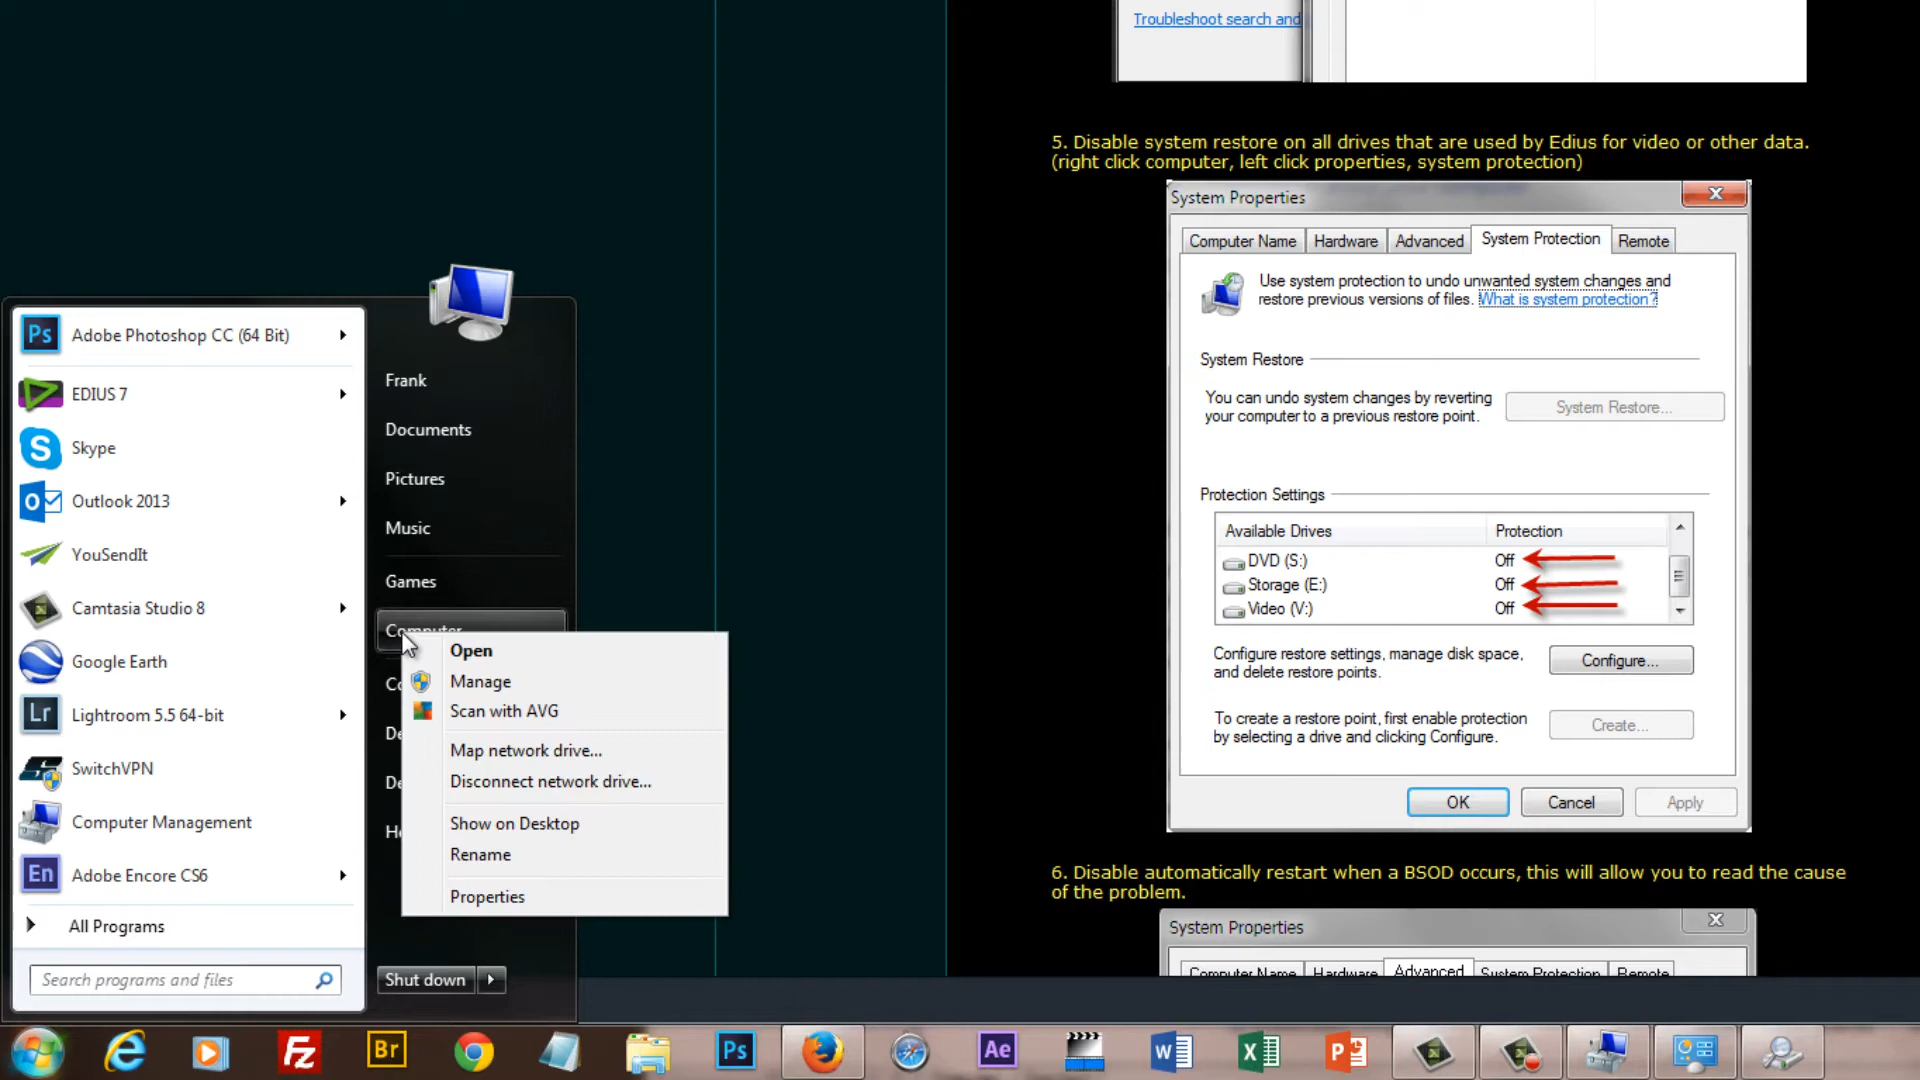 Troubleshoot search and
5. Disable system restore on all drives that are used by Edius for video or other data.
(right click computer, left click properties, system protection)
System Properties
Computer Name
Hardware
Advanced
System Protection
Remote
Use system protection to undo unwanted system changes and
restore previous versions of files. What is system protection?
System Restore
You can undo system changes by reverting
your computer to a previous restore point.
System Restore...
Protection Settings
Available Drives
Protection
DVD (S:)
Off
Storage (E:)
Off
Video (V:)
Off
Configure restore settings, manage disk space,
and delete restore points.
Configure...
To create a restore point, first enable protection
by selecting a drive and clicking Configure.
Create...
OK
Cancel
Apply
6. Disable automatically restart when a BSOD occurs, this will allow you to read the cause
of the problem.
System Properties
Computer Name
Hardware
Advanced
System Protection
Remote
Ps
Adobe Photoshop CC (64 Bit)
EDIUS 7
S
Skype
Outlook 2013
YouSendIt
Camtasia Studio 8
Google Earth
Lr
Lightroom 5.5 64-bit
SwitchVPN
Computer Management
En
Adobe Encore CS6
All Programs
Search programs and files
Frank
Documents
Pictures
Music
Games
Computer
Open
Manage
Scan with AVG
Map network drive...
Disconnect network drive...
Show on Desktop
Rename
Properties
Shut down
Fz
Br
Ps
Ae
W
X
P